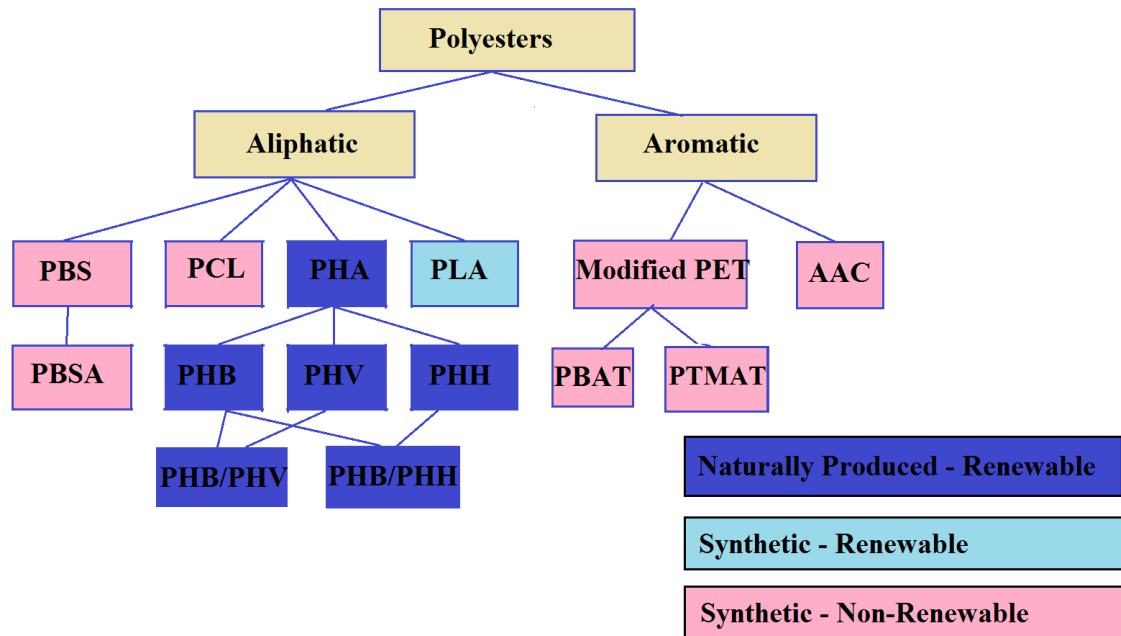 Polyesters
Aliphatic
Aromatic
PBS
PCL
PHA
PLA
Modified PET
AAC
PBSA
PHB
PHV
PHH
PBAT
PTMAT
PHB/PHV
PHB/PHH
Naturally Produced - Renewable
Synthetic - Renewable
Synthetic - Non-Renewable